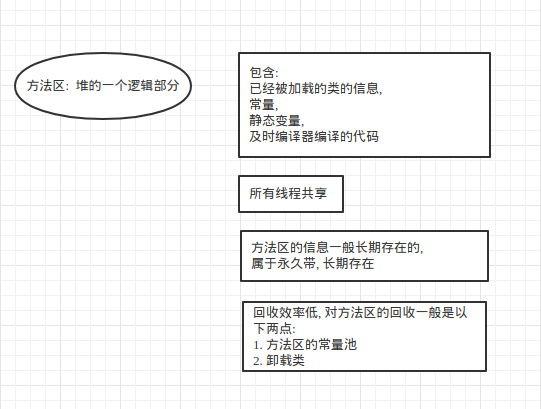 方法区: 堆的一个逻辑部分
包含:
已经被加载的类的信息,
常量,
静态变量,
及时编译器编译的代码
所有线程共享
方法区的信息一般长期存在的,
属于永久带, 长期存在
回收效率低, 对方法区的回收一般是以
下两点:
1. 方法区的常量池
2. 卸载类